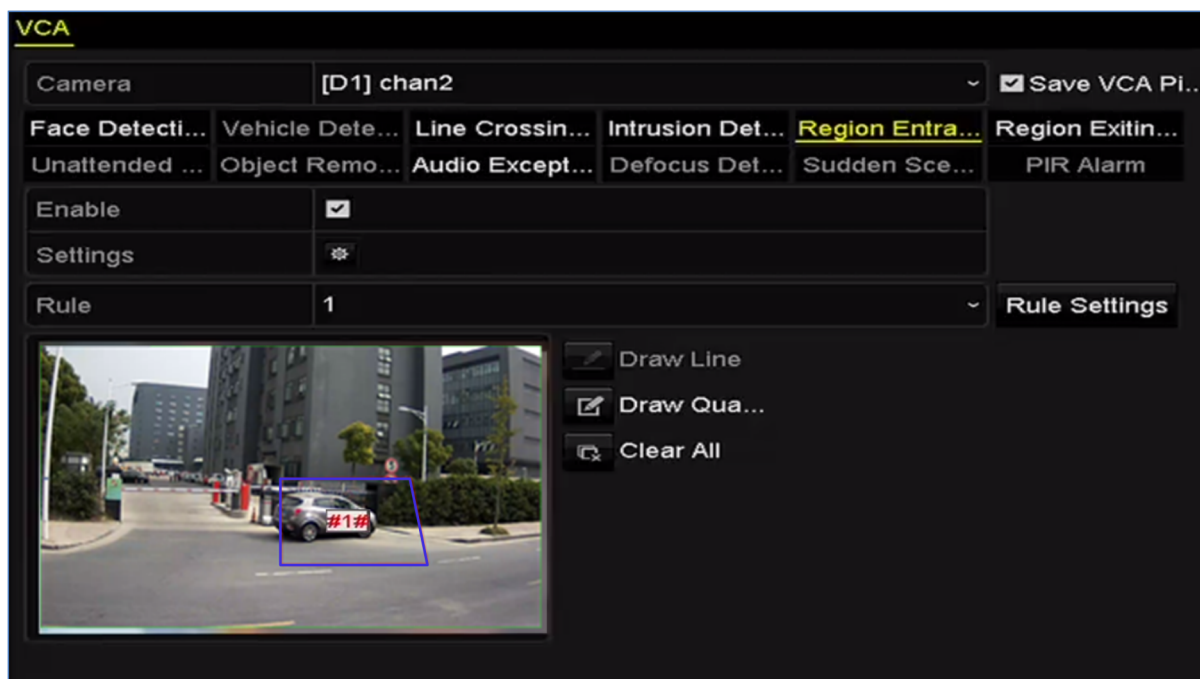 VCA
Camera [D1] chan2 Save VCA Pi...
Face Detecti... Vehicle Dete... Line Crossin... Intrusion Det... Region Entra... Region Exitin...
Unattended ... Object Remo... Audio Except... Defocus Det... Sudden Sce... PIR Alarm
Enable
Settings
Rule 1 Rule Settings
Draw Line
Draw Qua...
Clear All
#1#